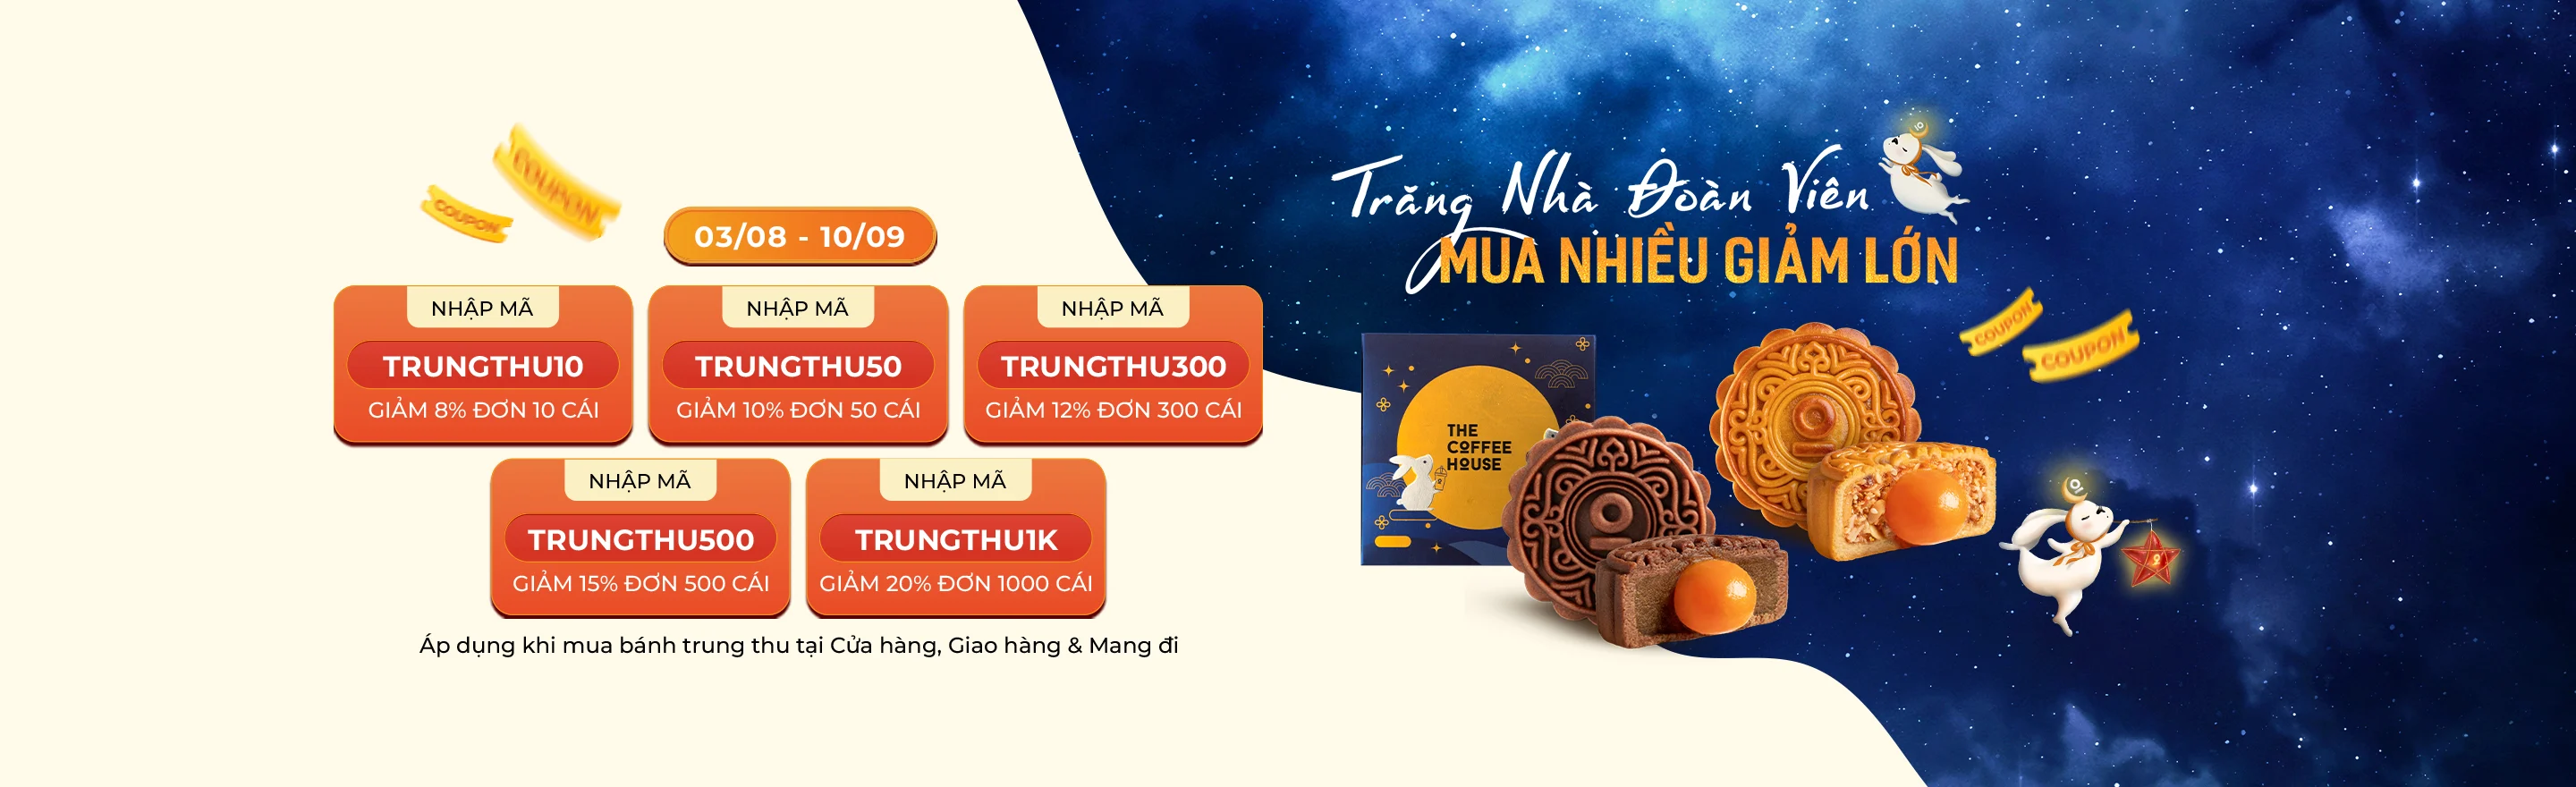 COUPON
COUPON
03/08 - 10/09
NHẬP MÃ
TRUNGTHU10
GIẢM 8% ĐƠN 10 CÁI
NHẬP MÃ
TRUNGTHU50
GIẢM 10% ĐƠN 50 CÁI
NHẬP MÃ
TRUNGTHU300
GIẢM 12% ĐƠN 300 CÁI
NHẬP MÃ
TRUNGTHU500
GIẢM 15% ĐƠN 500 CÁI
NHẬP MÃ
TRUNGTHU1K
GIẢM 20% ĐƠN 1000 CÁI
Áp dụng khi mua bánh trung thu tại Cửa hàng, Giao hàng & Mang đi
Trăng Nhà Đoàn Viên
MUA NHIỀU GIẢM LỚN
COUPON
COUPON
THE
COFFEE
HOUSE